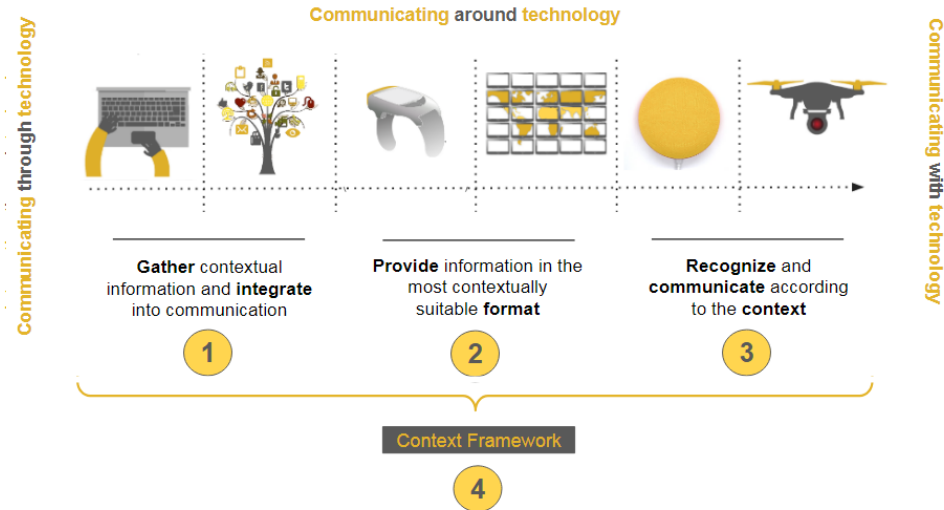 Communicating around technology
Communicating through technology
Communicating with technology
Gather contextual
information and integrate
into communication
1
Provide information in the
most contextually
suitable format
2
Recognize and
communicate according
to the context
3
Context Framework
4